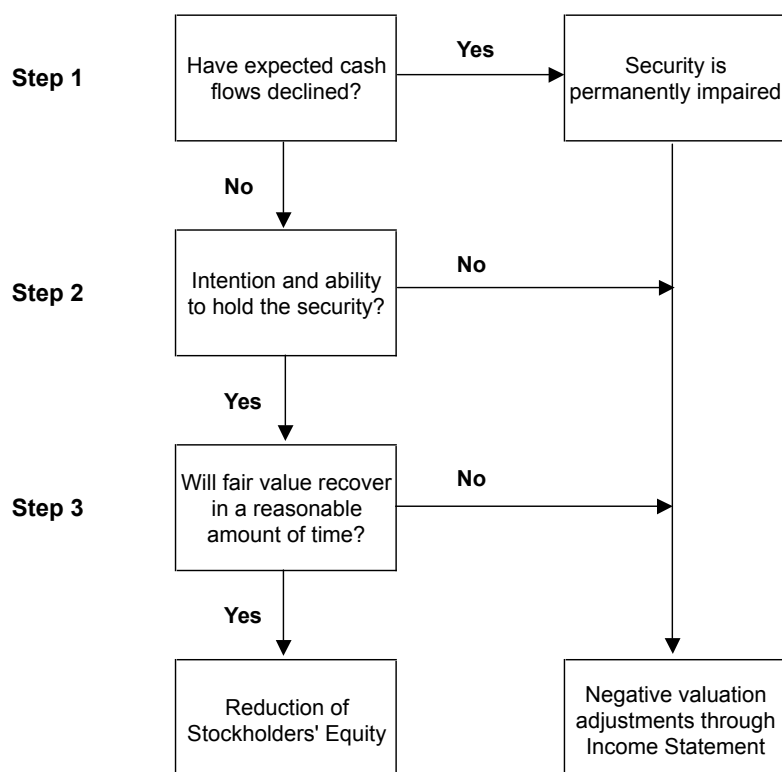 Step 1
Have expected cash
flows declined?
Yes
Security is
permanently impaired
No
Step 2
Intention and ability
to hold the security?
No
Yes
Step 3
Will fair value recover
in a reasonable
amount of time?
No
Yes
Reduction of
Stockholders' Equity
Negative valuation
adjustments through
Income Statement